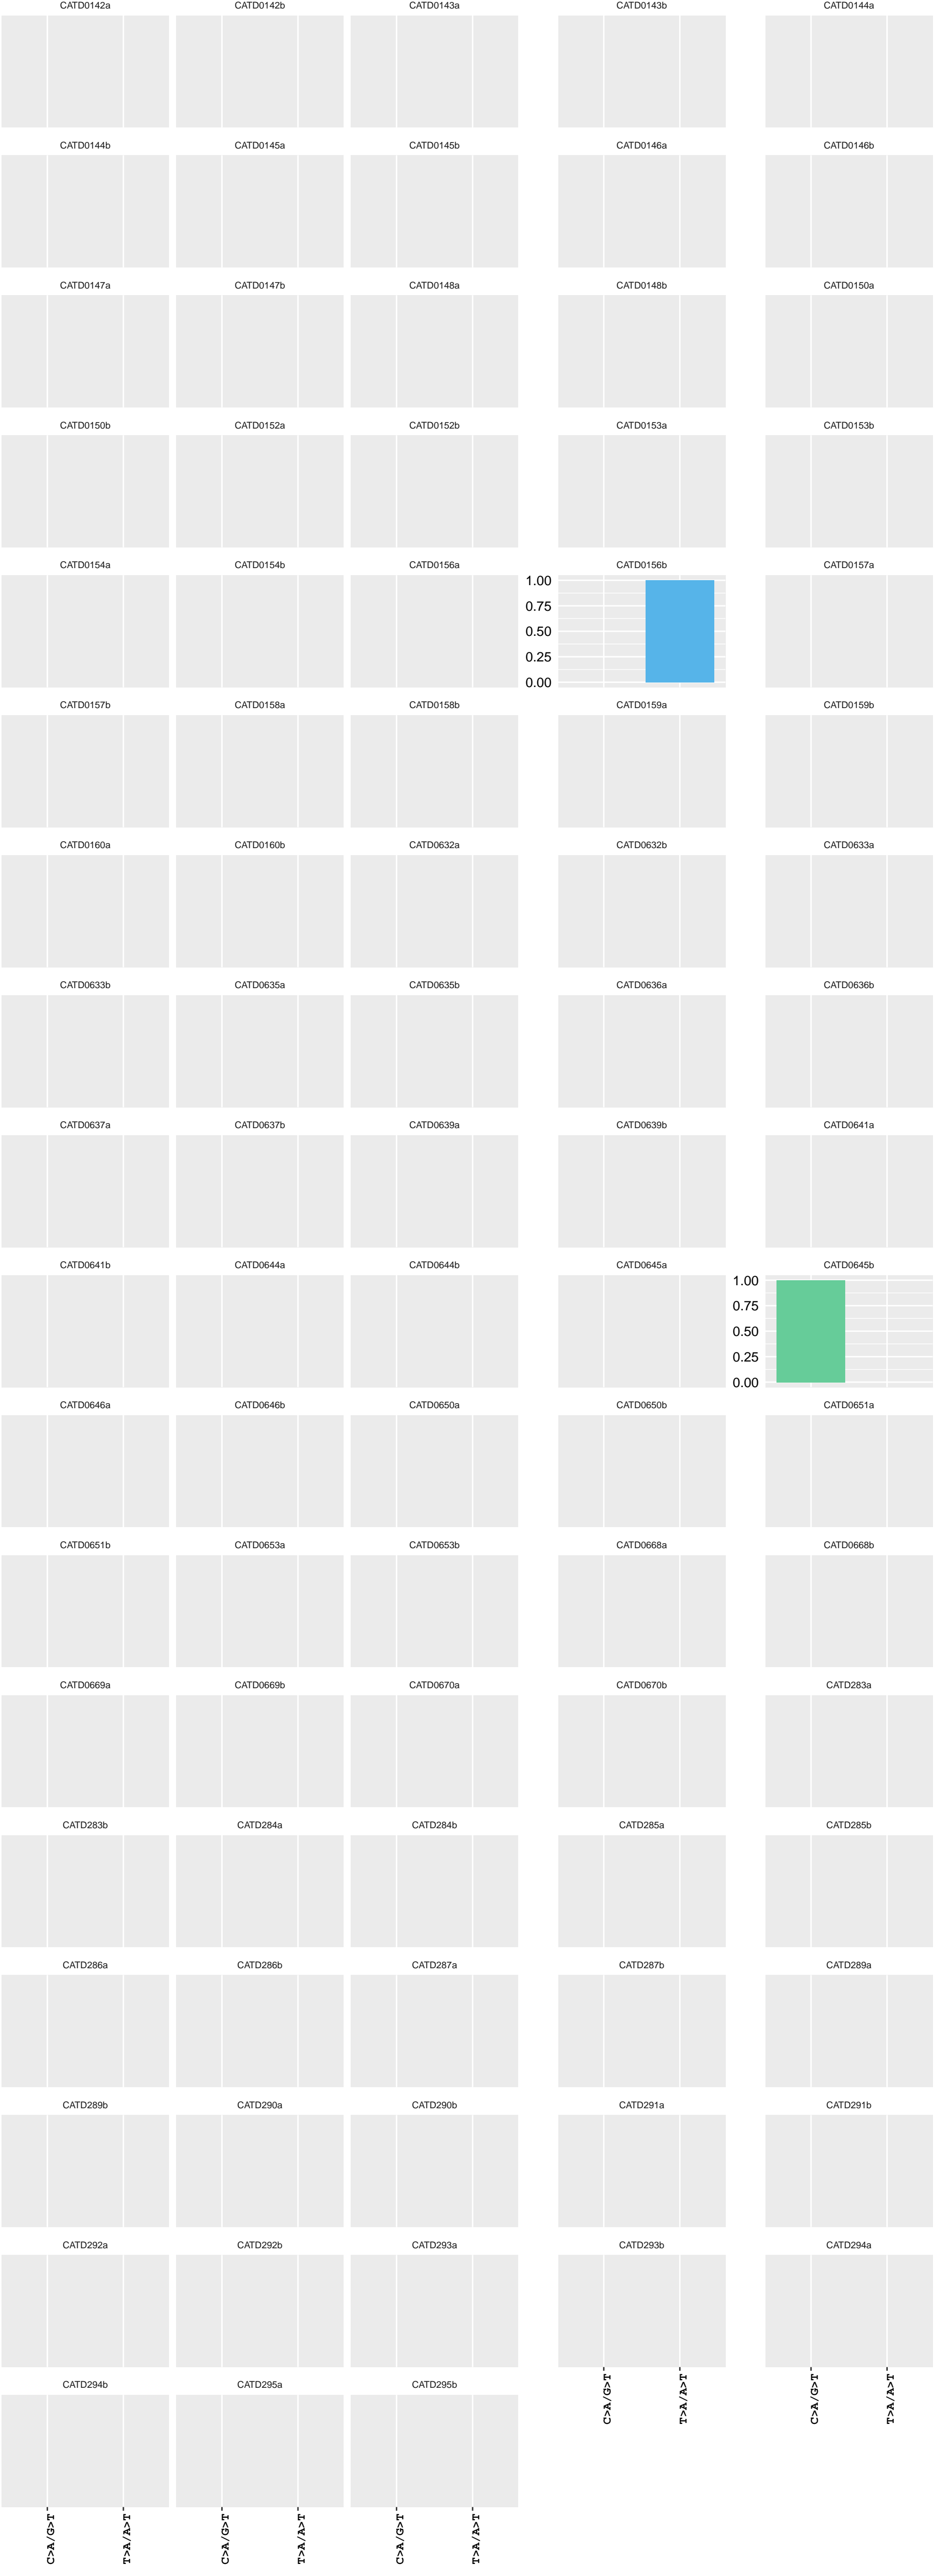 CATD0142a CATD0142b CATD0143a CATD0143b CATD0144a
CATD0144b CATD0145a CATD0145b CATD0146a CATD0146b
CATD0147a CATD0147b CATD0148a CATD0148b CATD0150a
CATD0150b CATD0152a CATD0152b CATD0153a CATD0153b
CATD0154a CATD0154b CATD0156a CATD0156b CATD0157a
1.00
0.75
0.50
0.25
0.00
CATD0157b CATD0158a CATD0158b CATD0159a CATD0159b
CATD0160a CATD0160b CATD0632a CATD0632b CATD0633a
CATD0633b CATD0635a CATD0635b CATD0636a CATD0636b
CATD0637a CATD0637b CATD0639a CATD0639b CATD0641a
CATD0641b CATD0644a CATD0644b CATD0645a CATD0645b
1.00
0.75
0.50
0.25
0.00
CATD0646a CATD0646b CATD0650a CATD0650b CATD0651a
CATD0651b CATD0653a CATD0653b CATD0668a CATD0668b
CATD0669a CATD0669b CATD0670a CATD0670b CATD283a
CATD283b CATD284a CATD284b CATD285a CATD285b
CATD286a CATD286b CATD287a CATD287b CATD289a
CATD289b CATD290a CATD290b CATD291a CATD291b
CATD292a CATD292b CATD293a CATD293b CATD294a
C>A/G>T T>A/A>T C>A/G>T T>A/A>T
CATD294b CATD295a CATD295b
C>A/G>T T>A/A>T C>A/G>T T>A/A>T C>A/G>T T>A/A>T